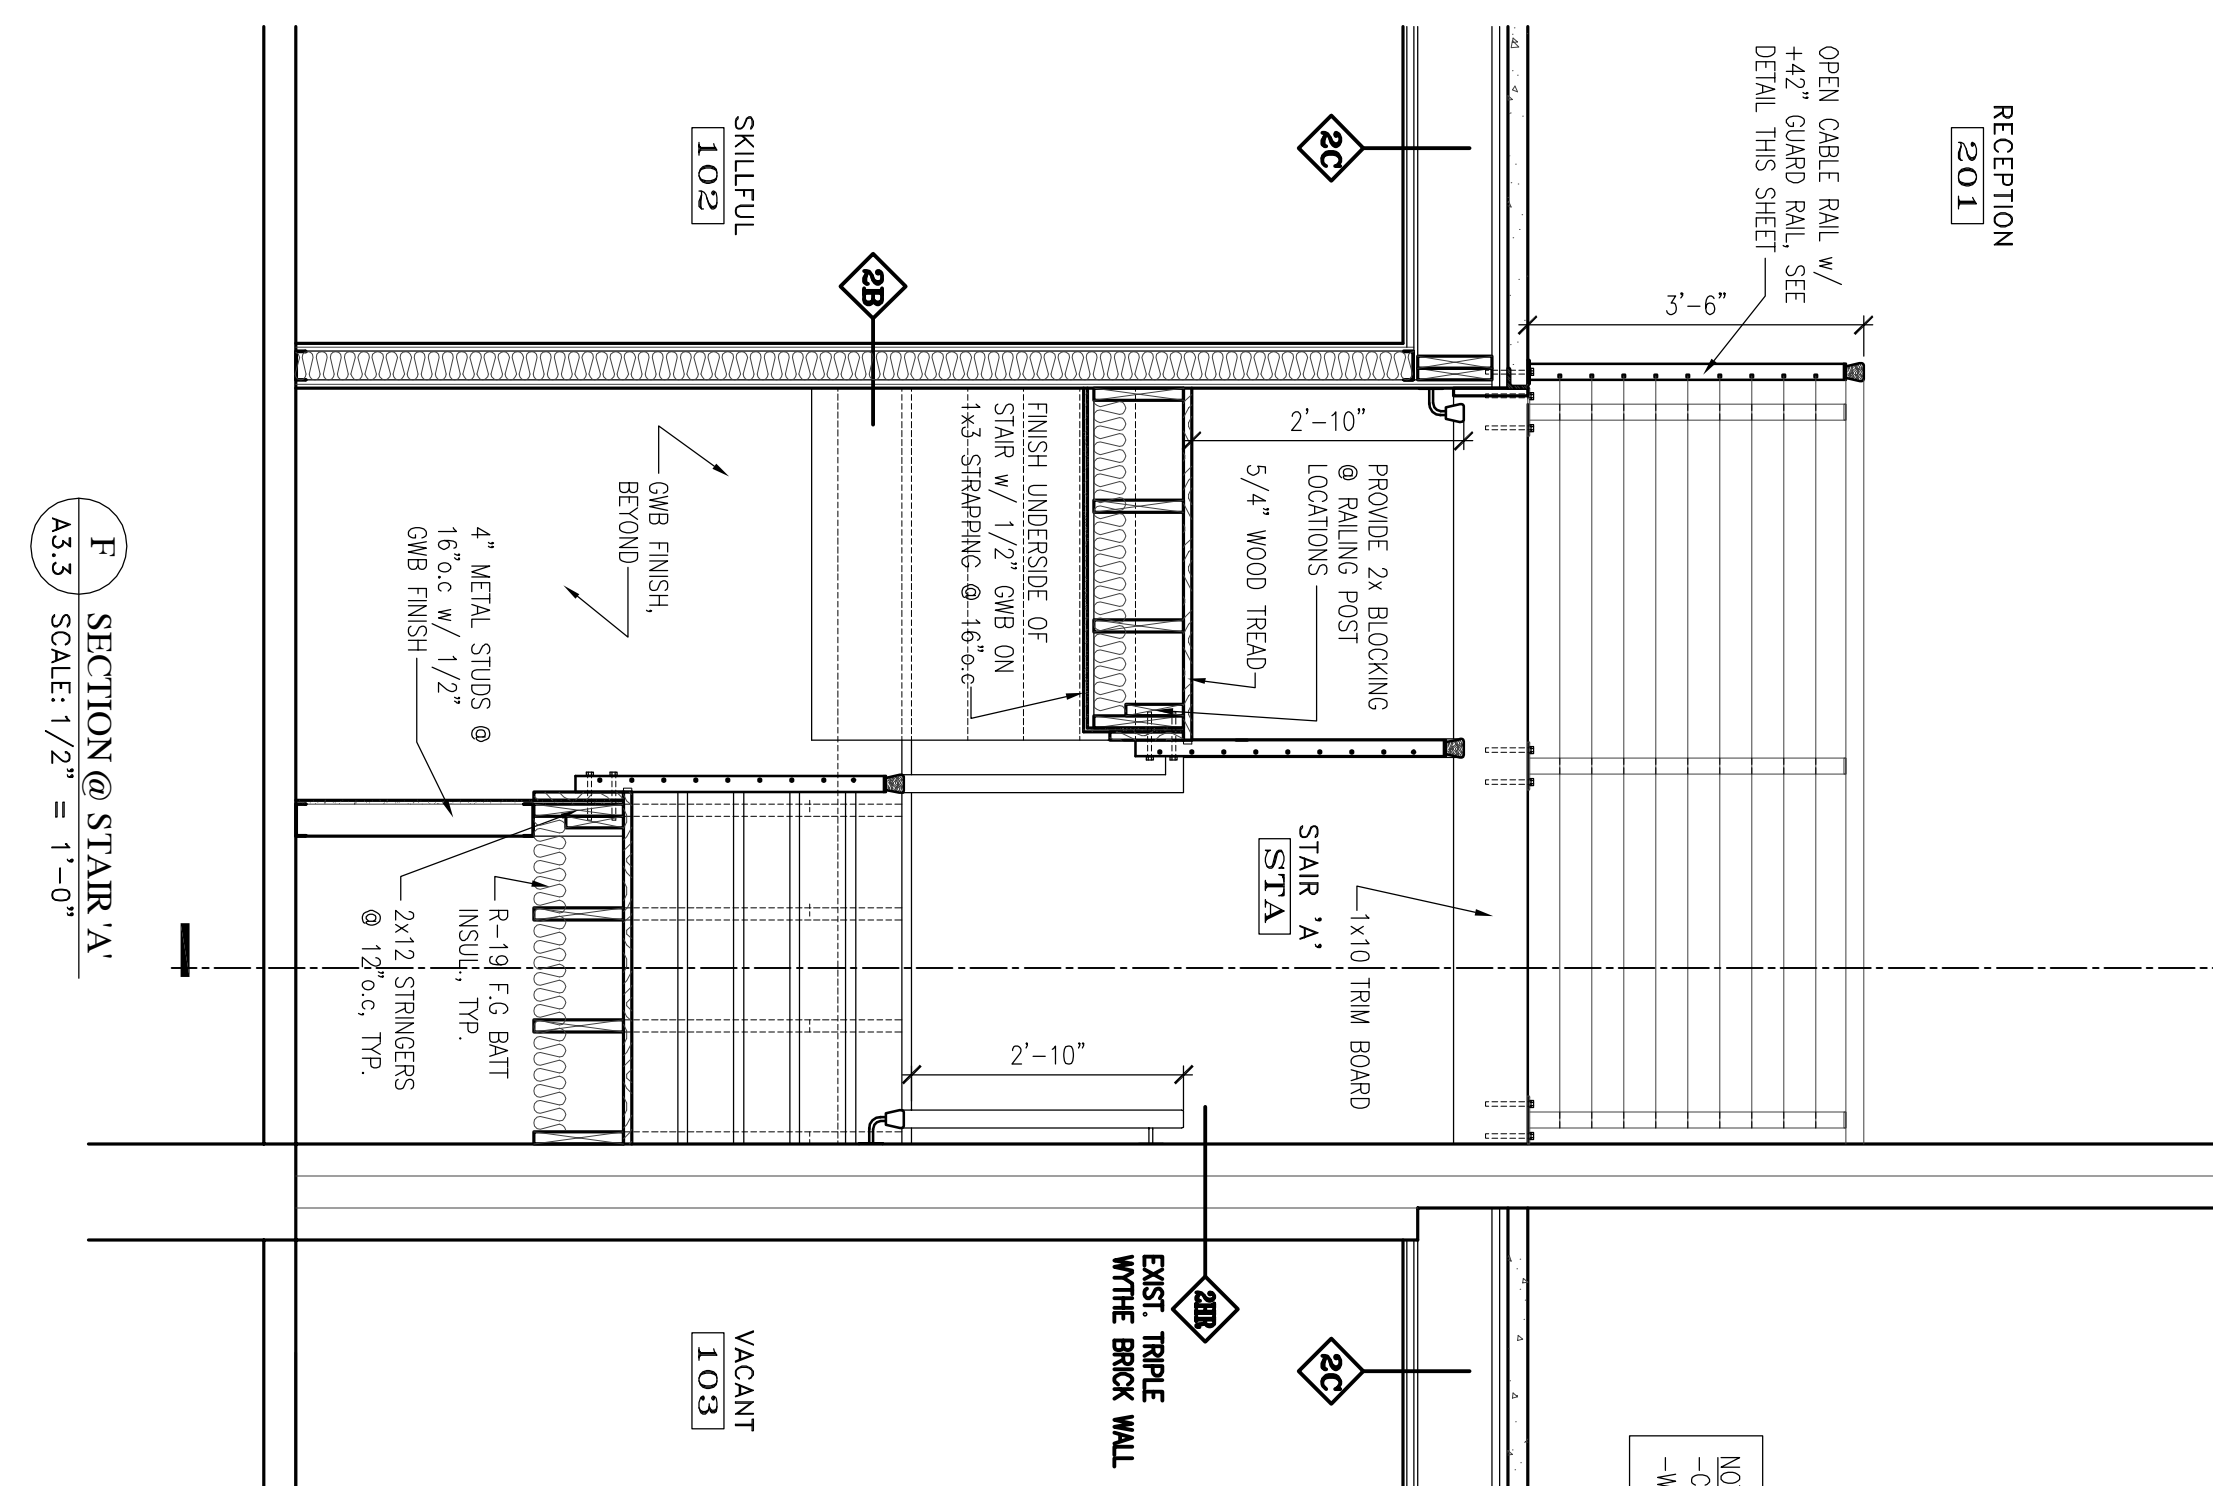 RECEPTION
201
OPEN CABLE RAIL w/
+42" GUARD RAIL, SEE
DETAIL THIS SHEET
3'-6"
2C
SKILLFUL
102
2B
2'-10"
PROVIDE 2x BLOCKING
@ RAILING POST
LOCATIONS
5/4" WOOD TREAD
FINISH UNDERSIDE OF
STAIR w/ 1/2" GWB ON
1x3 STRAPPING @ 16"o.c
GWB FINISH,
BEYOND
4" METAL STUDS @
16"o.c w/ 1/2"
GWB FINISH
STAIR 'A'
STA
1x10 TRIM BOARD
R-19 F.G BATT
INSUL., TYP.
2x12 STRINGERS
@ 12"o.c, TYP.
2'-10"
2HR
EXIST. TRIPLE
WYTHE BRICK WALL
2C
VACANT
103
F
A3.3
SECTION @ STAIR 'A'
SCALE: 1/2" = 1'-0"